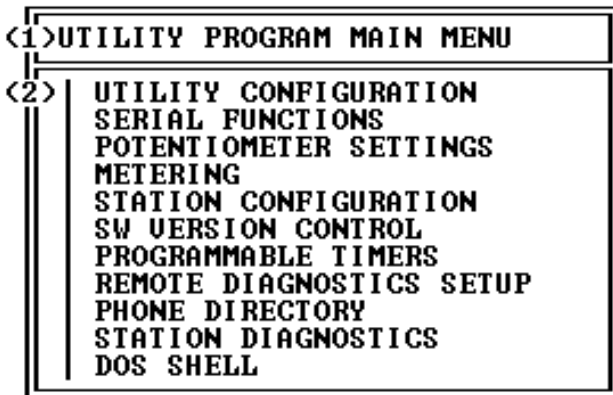 <1>UTILITY PROGRAM MAIN MENU
<2> UTILITY CONFIGURATION
SERIAL FUNCTIONS
POTENTIOMETER SETTINGS
METERING
STATION CONFIGURATION
SW VERSION CONTROL
PROGRAMMABLE TIMERS
REMOTE DIAGNOSTICS SETUP
PHONE DIRECTORY
STATION DIAGNOSTICS
DOS SHELL